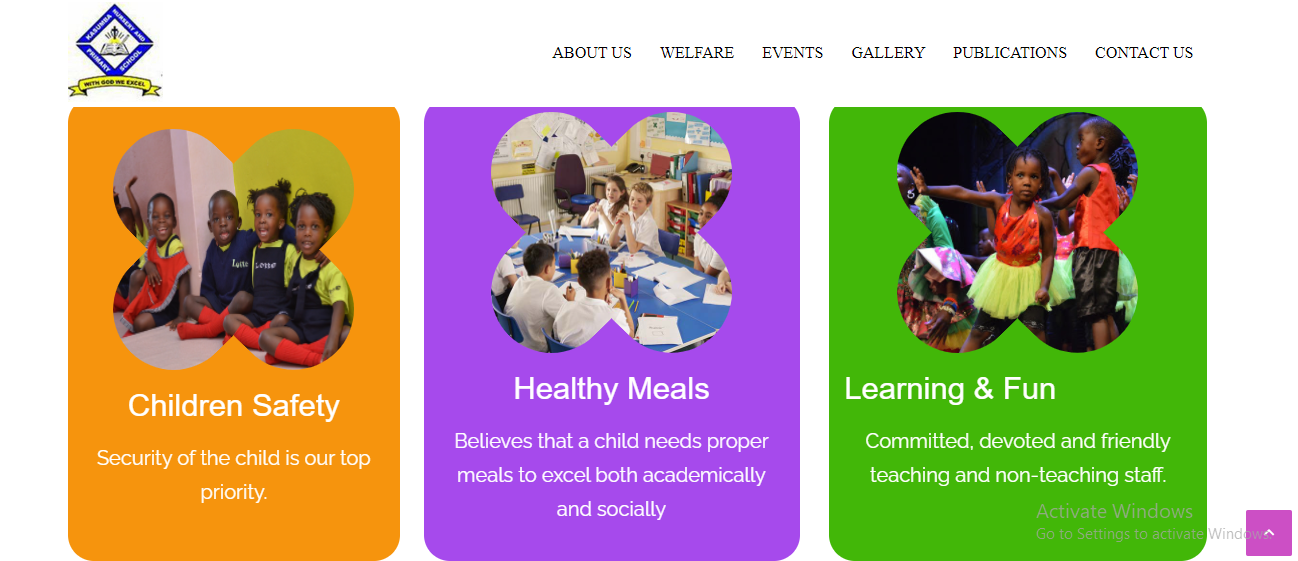 KASUMBA NURSERY AND
PRIMARY SCHOOL
WITH GOD WE EXCEL
ABOUT US WELFARE EVENTS GALLERY PUBLICATIONS CONTACT US
Children Safety
Security of the child is our top
priority.
Healthy Meals
Believes that a child needs proper
meals to excel both academically
and socially
Learning & Fun
Committed, devoted and friendly
teaching and non-teaching staff.
Activate Windows
Go to Settings to activate Windows.